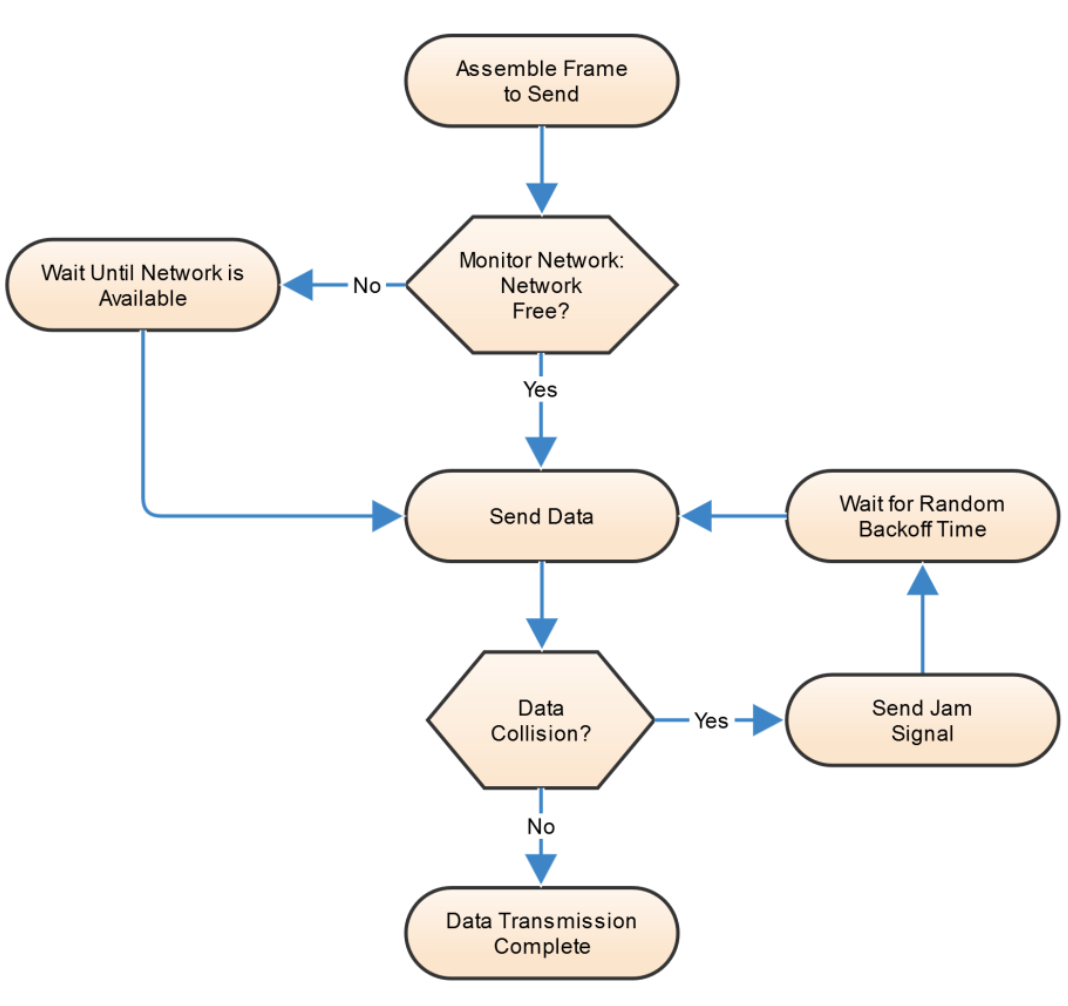 Assemble Frame
to Send
Monitor Network:
Network
Free?
No
Wait Until Network is
Available
Yes
Send Data
Wait for Random
Backoff Time
Data
Collision?
Yes
Send Jam
Signal
No
Data Transmission
Complete